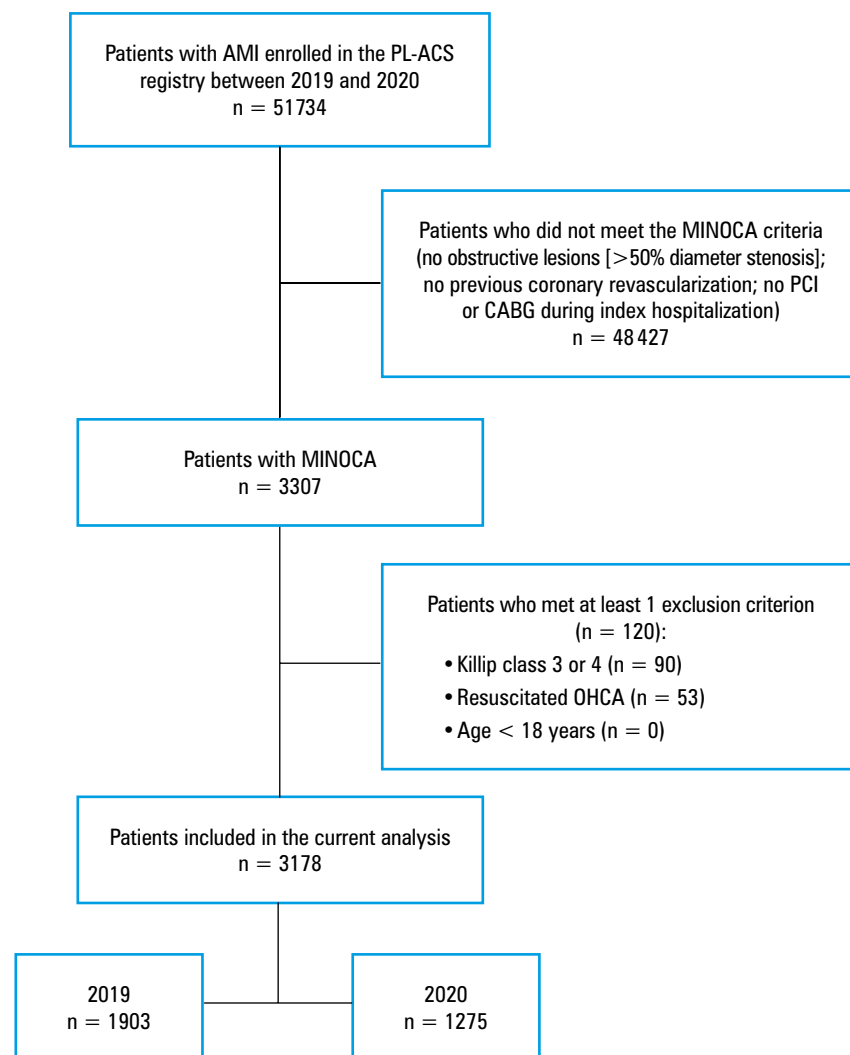 Patients with AMI enrolled in the PL-ACS
registry between 2019 and 2020
n = 51734
Patients who did not meet the MINOCA criteria
(no obstructive lesions [>50% diameter stenosis];
no previous coronary revascularization; no PCI
or CABG during index hospitalization)
n = 48427
Patients with MINOCA
n = 3307
Patients who met at least 1 exclusion criterion
(n = 120):
• Killip class 3 or 4 (n = 90)
• Resuscitated OHCA (n = 53)
• Age < 18 years (n = 0)
Patients included in the current analysis
n = 3178
2019
n = 1903
2020
n = 1275